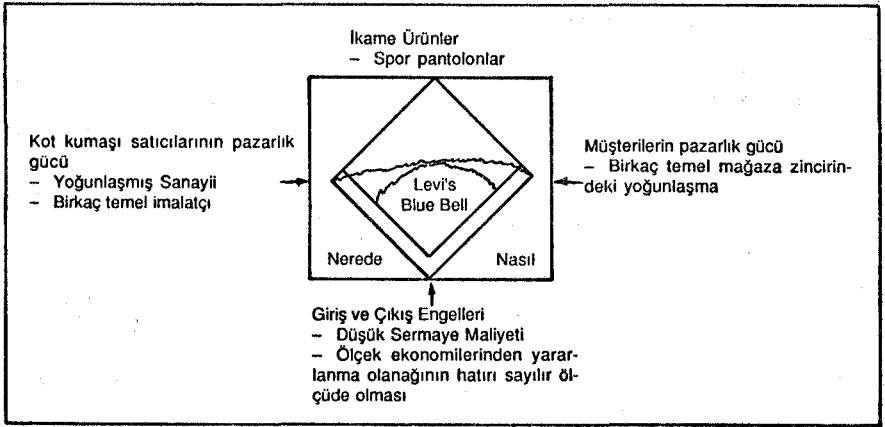 İkame Ürünler
– Spor pantolonlar
Kot kumaşı satıcılarının pazarlık
gücü
– Yoğunlaşmış Sanayii
– Birkaç temel imalatçı
Levi's
Blue Bell
Müşterilerin pazarlık gücü
– Birkaç temel mağaza zincirin-
deki yoğunlaşma
Nerede
Nasıl
Giriş ve Çıkış Engelleri
– Düşük Sermaye Maliyeti
– Ölçek ekonomilerinden yarar-
lanma olanağının hatırı sayılır öl-
çüde olması